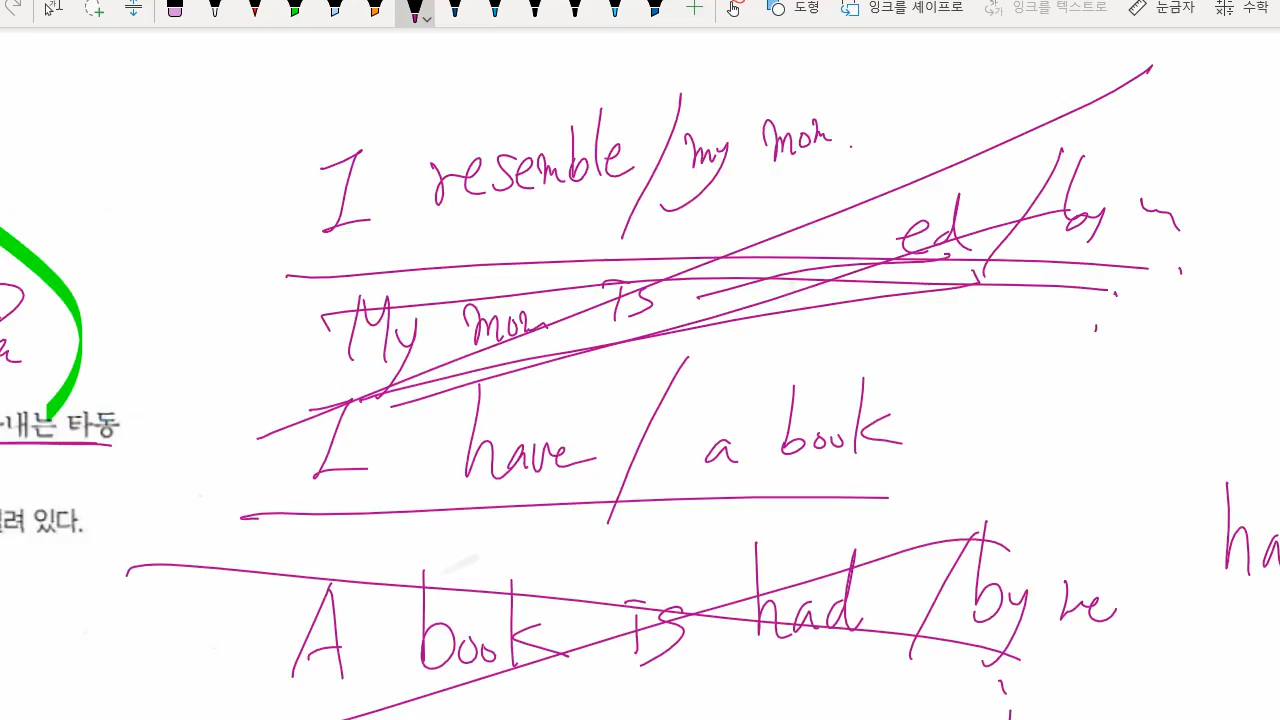 도형 잉크를 셰이프로 잉크를 텍스트로 눈금자 수학
I resemble / my mom.
ed / by
My mom is
내는 타동
I have / a book
려 있다.
ha
A book is had / by me